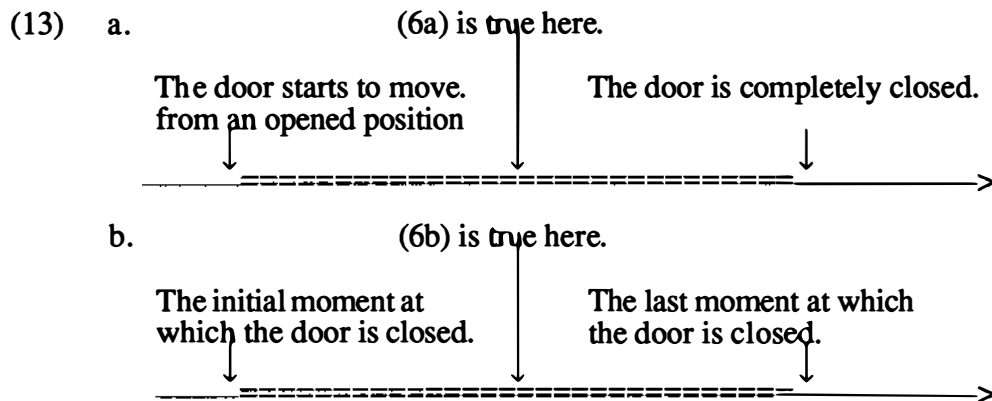 (13) a. (6a) is true here.
The door starts to move. The door is completely closed.
from an opened position
b. (6b) is true here.
The initial moment at The last moment at which
which the door is closed. the door is closed.